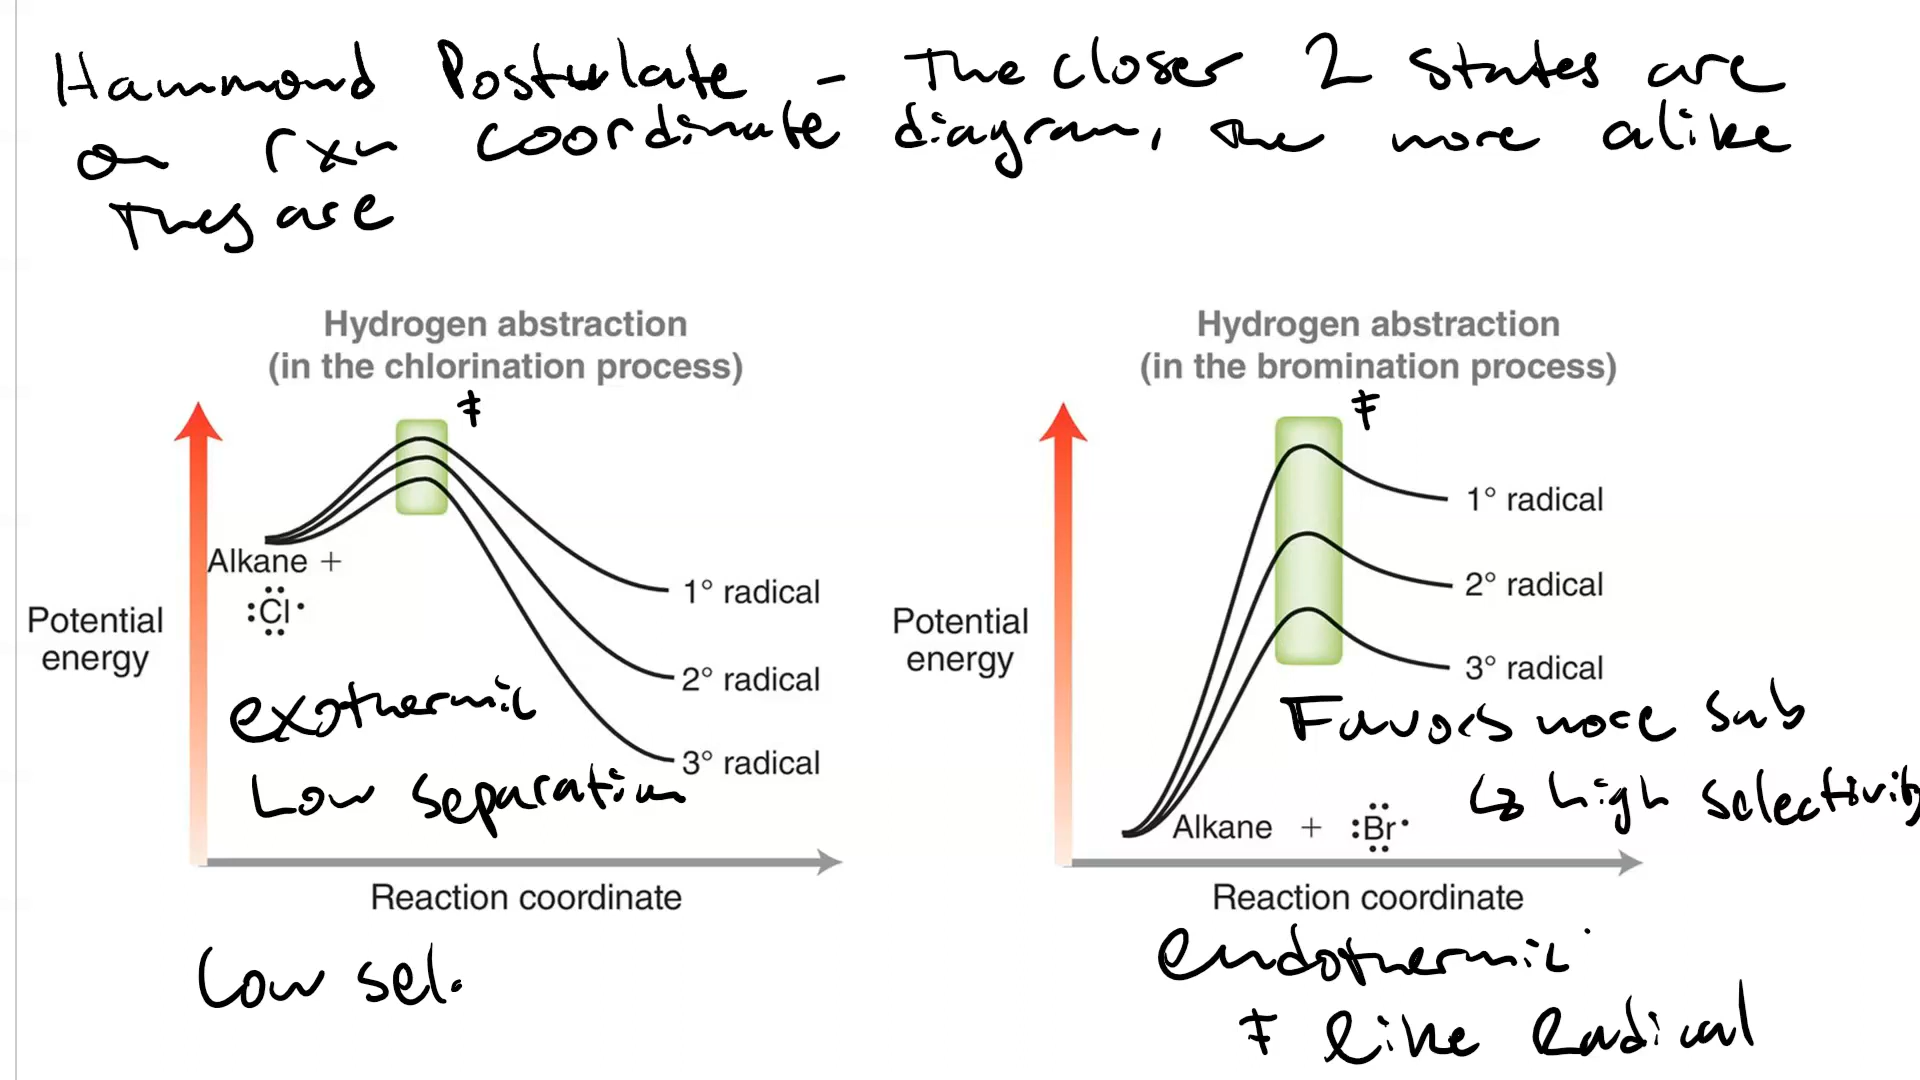 Hammond Postulate - The closer 2 states are
on rxn coordinate diagram, the more alike
they are
Hydrogen abstraction
(in the chlorination process)
‡
Alkane +
:Cl·
Potential
energy
1° radical
2° radical
3° radical
exothermic
Low separation
Reaction coordinate
Low sel.
Hydrogen abstraction
(in the bromination process)
‡
Potential
energy
1° radical
2° radical
3° radical
Favors more sub
↳ high selectivity
Alkane + :Br·
Reaction coordinate
endothermic
‡ like Radical